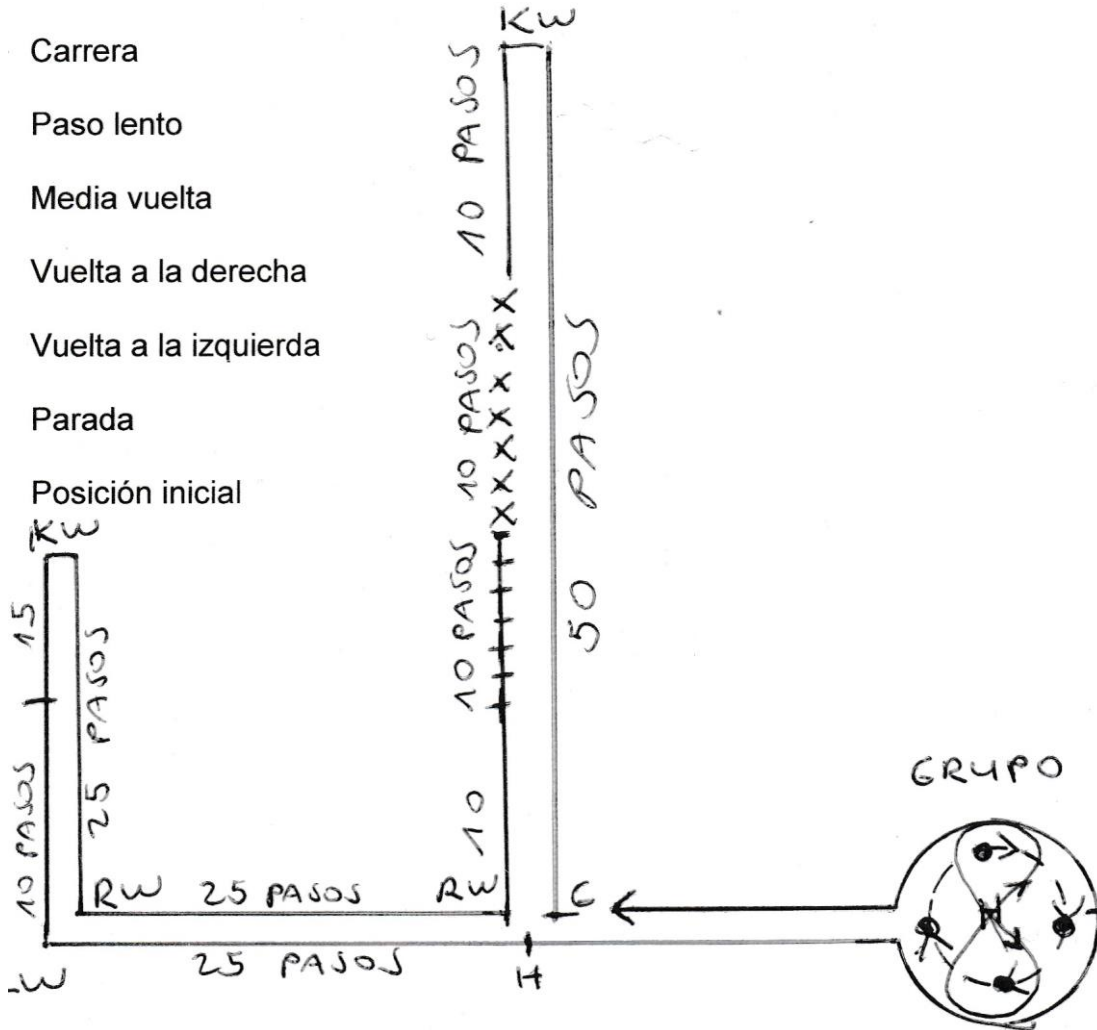 Carrera
Paso lento
Media vuelta
Vuelta a la derecha
Vuelta a la izquierda
Parada
Posición inicial
KW
10 PASOS
10 PASOS
10 PASOS
10
50 PASOS
KW
15
10 PASOS
25 PASOS
RW
25 PASOS
RW
G
GRUPO
H
-W
25 PASOS
H